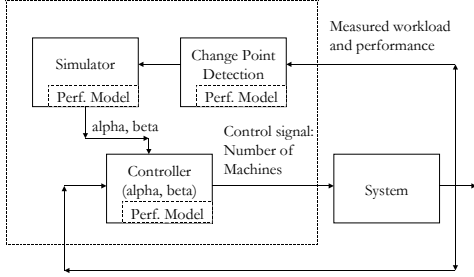 Measured workload
and performance
Simulator
Perf. Model
Change Point
Detection
Perf. Model
alpha, beta
Control signal:
Number of
Machines
Controller
(alpha, beta)
Perf. Model
System